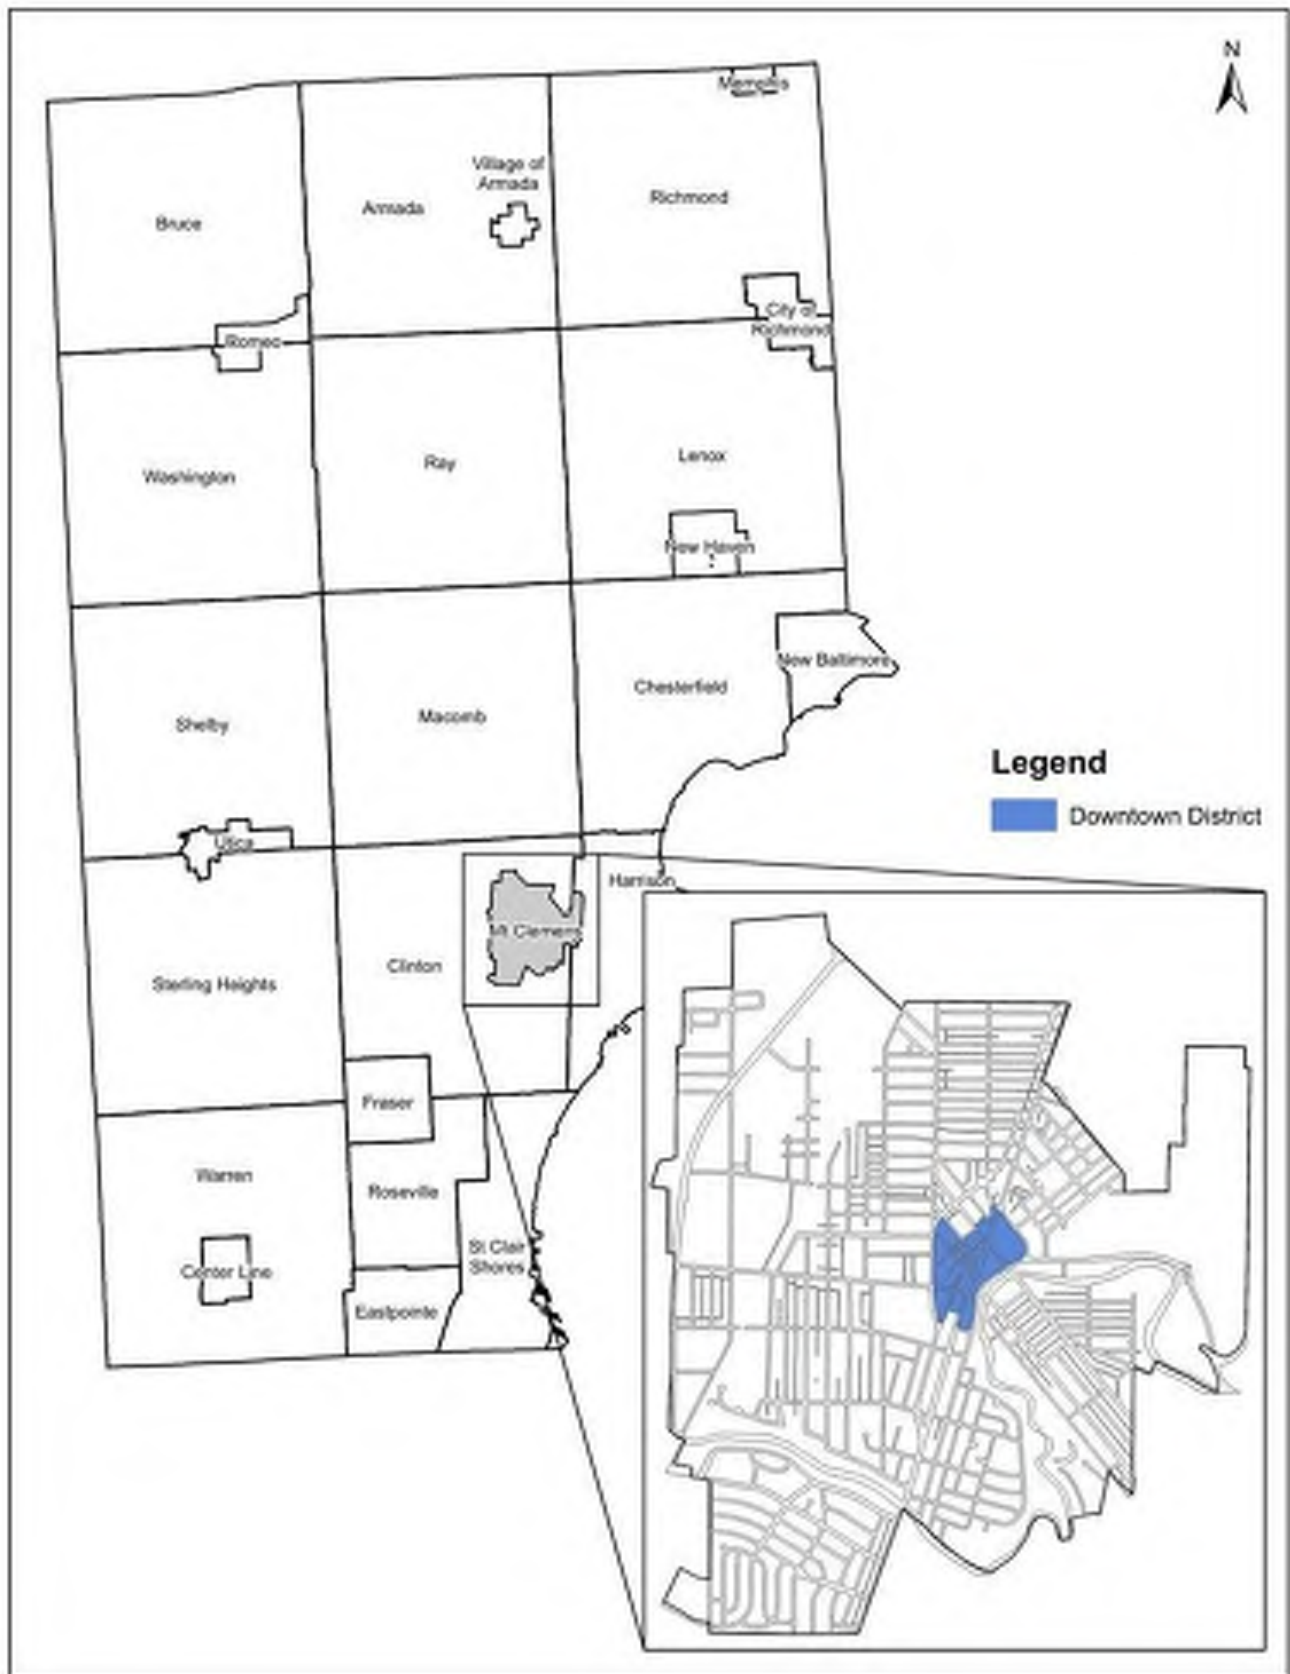 N
Memphis
Village of
Armada
Bruce
Armada
Richmond
City of
Richmond
Romeo
Washington
Ray
Lenox
New Haven
New Baltimore
Shelby
Macomb
Chesterfield
Legend
Downtown District
Utica
Harrison
Mt Clemens
Sterling Heights
Clinton
Fraser
Warren
Roseville
St Clair
Shores
Center Line
Eastpointe